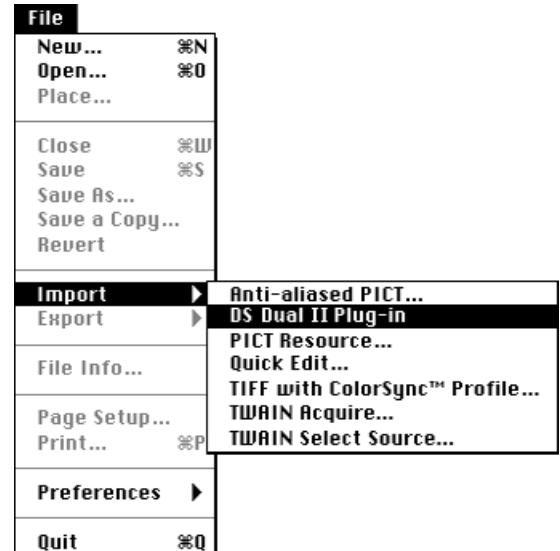 File
New... ⌘N
Open... ⌘O
Place...
Close ⌘W
Save ⌘S
Save As...
Save a Copy...
Revert
Import ▶
Export ▶
File Info...
Page Setup...
Print... ⌘P
Preferences ▶
Quit ⌘Q
Anti-aliased PICT...
DS Dual II Plug-in
PICT Resource...
Quick Edit...
TIFF with ColorSync™ Profile...
TWAIN Acquire...
TWAIN Select Source...